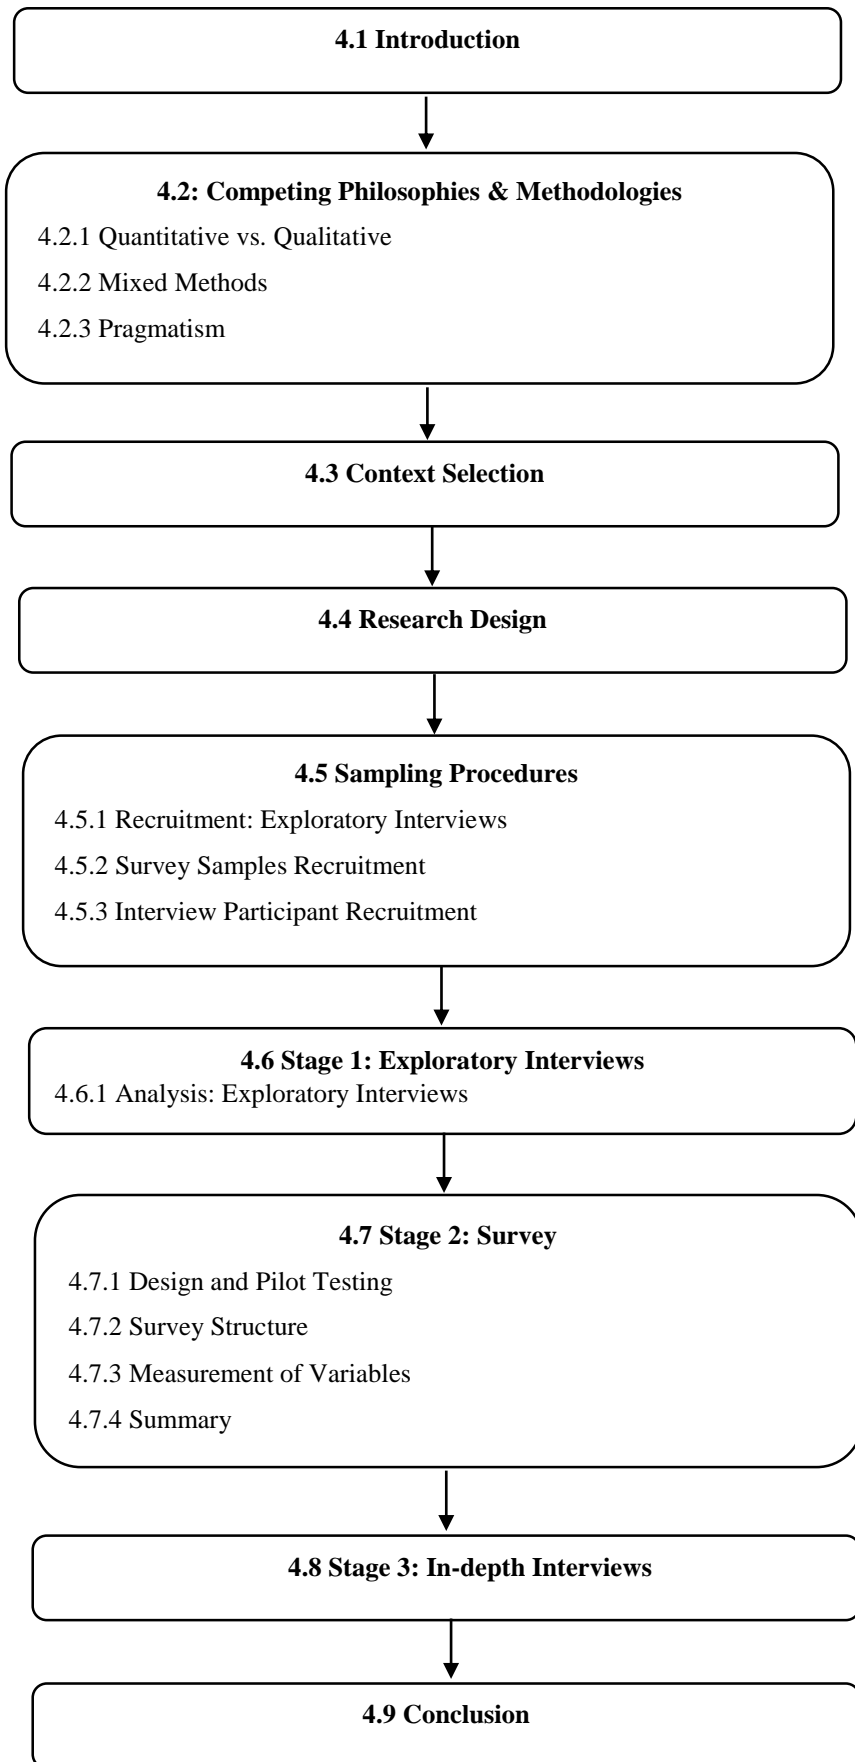 4.1 Introduction
4.2: Competing Philosophies & Methodologies
4.2.1 Quantitative vs. Qualitative
4.2.2 Mixed Methods
4.2.3 Pragmatism
4.3 Context Selection
4.4 Research Design
4.5 Sampling Procedures
4.5.1 Recruitment: Exploratory Interviews
4.5.2 Survey Samples Recruitment
4.5.3 Interview Participant Recruitment
4.6 Stage 1: Exploratory Interviews
4.6.1 Analysis: Exploratory Interviews
4.7 Stage 2: Survey
4.7.1 Design and Pilot Testing
4.7.2 Survey Structure
4.7.3 Measurement of Variables
4.7.4 Summary
4.8 Stage 3: In-depth Interviews
4.9 Conclusion